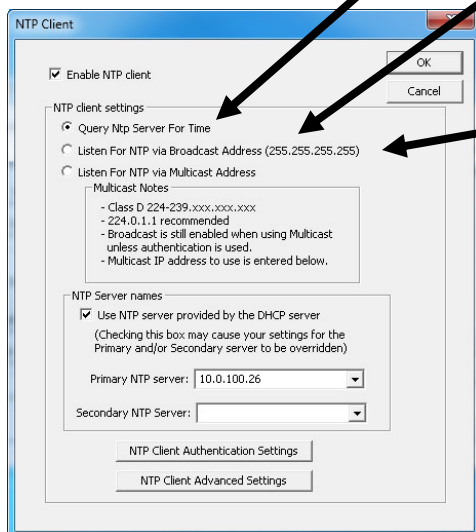 NTP Client
OK
Enable NTP client
Cancel
NTP client settings
Query Ntp Server For Time
Listen For NTP via Broadcast Address (255.255.255.255)
Listen For NTP via Multicast Address
Multicast Notes
- Class D 224-239.xxx.xxx.xxx
- 224.0.1.1 recommended
- Broadcast is still enabled when using Multicast
unless authentication is used.
- Multicast IP address to use is entered below.
NTP Server names
Use NTP server provided by the DHCP server
(Checking this box may cause your settings for the
Primary and/or Secondary server to be overridden)
Primary NTP server: 10.0.100.26
Secondary NTP Server:
NTP Client Authentication Settings
NTP Client Advanced Settings